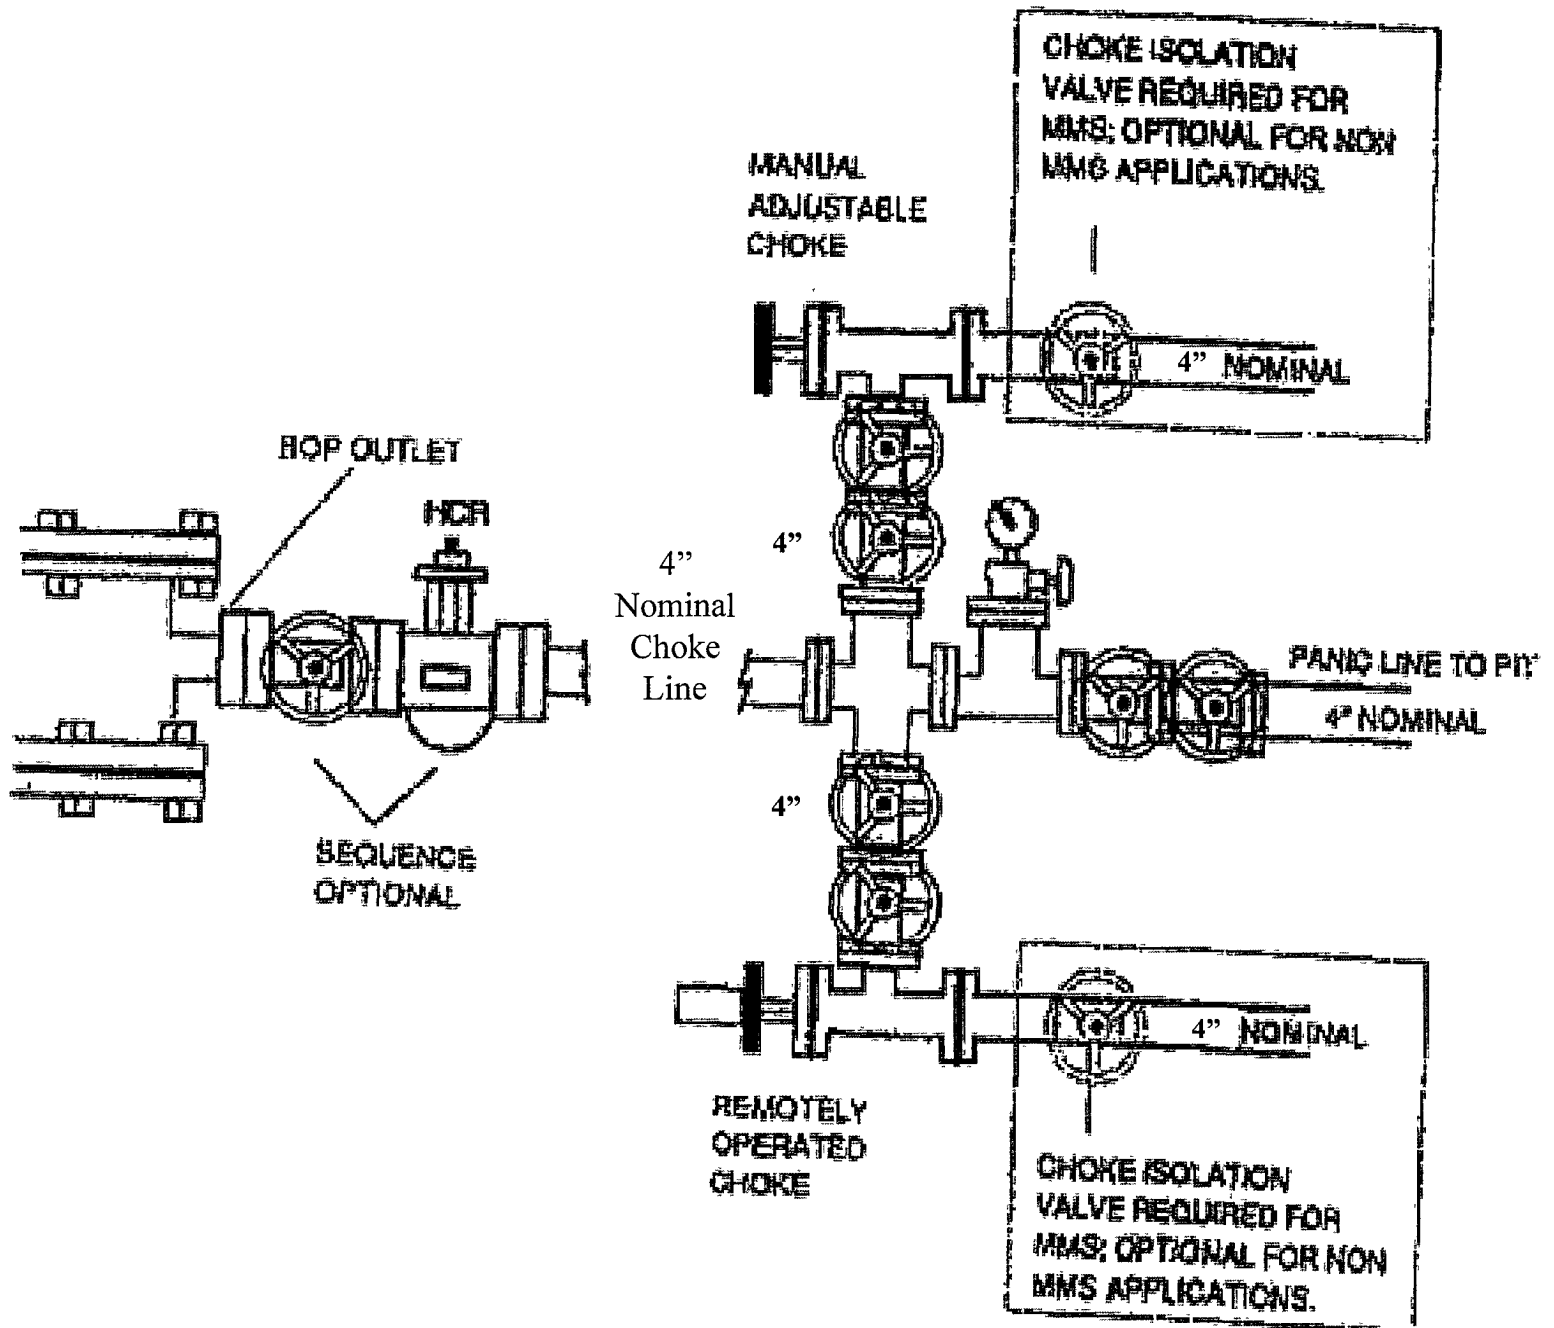 CHOKE ISOLATION
VALVE REQUIRED FOR
MMS: OPTIONAL FOR NON
MMS APPLICATIONS.
MANUAL
ADJUSTABLE
CHOKE
4” NOMINAL
BOP OUTLET
HCR
4”
4”
Nominal
Choke
Line
PANIC LINE TO PIT
4" NOMINAL
4”
SEQUENCE
OPTIONAL
4” NOMINAL
REMOTELY
OPERATED
CHOKE
CHOKE ISOLATION
VALVE REQUIRED FOR
MMS: OPTIONAL FOR NON
MMS APPLICATIONS.